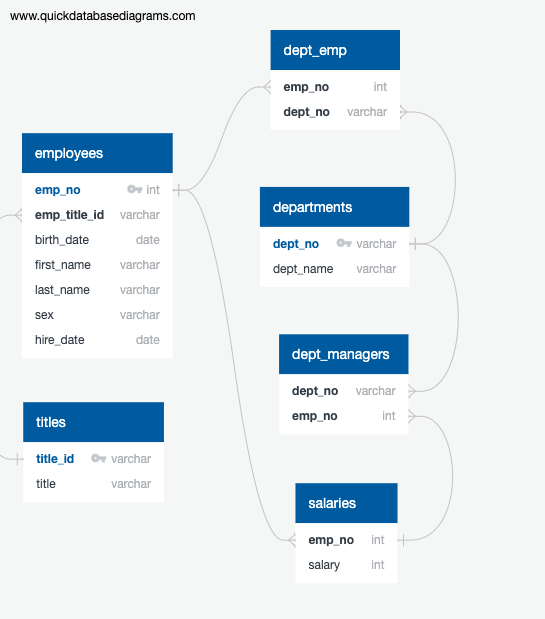 www.quickdatabasediagrams.com
dept_emp
emp_no int
dept_no varchar
employees
emp_no int
emp_title_id varchar
birth_date date
first_name varchar
last_name varchar
sex varchar
hire_date date
departments
dept_no varchar
dept_name varchar
dept_managers
dept_no varchar
emp_no int
titles
title_id varchar
title varchar
salaries
emp_no int
salary int